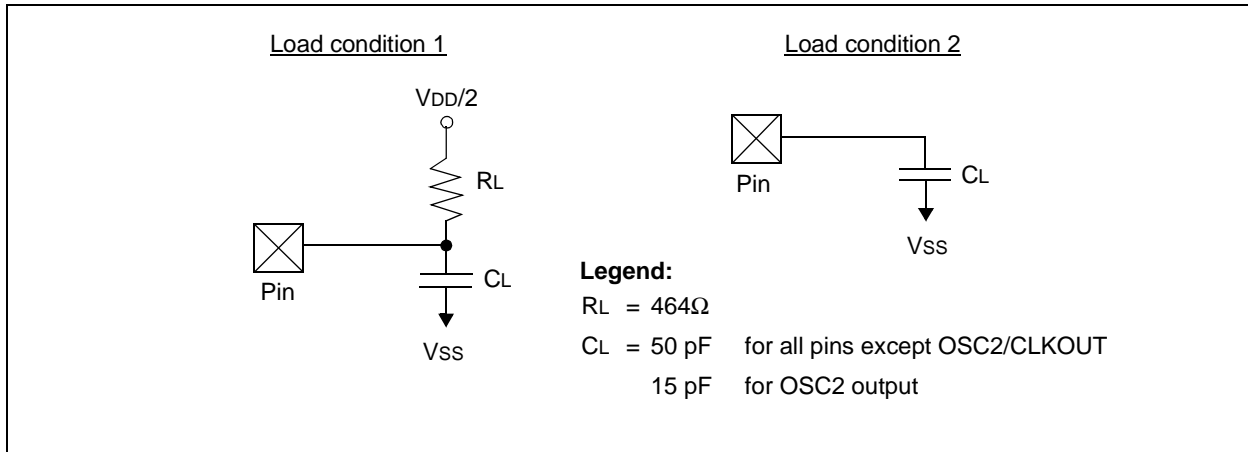 Load condition 1
VDD/2
RL
Pin
CL
VSS
Load condition 2
Pin
CL
VSS
Legend:
RL = 464Ω
CL = 50 pF for all pins except OSC2/CLKOUT
15 pF for OSC2 output